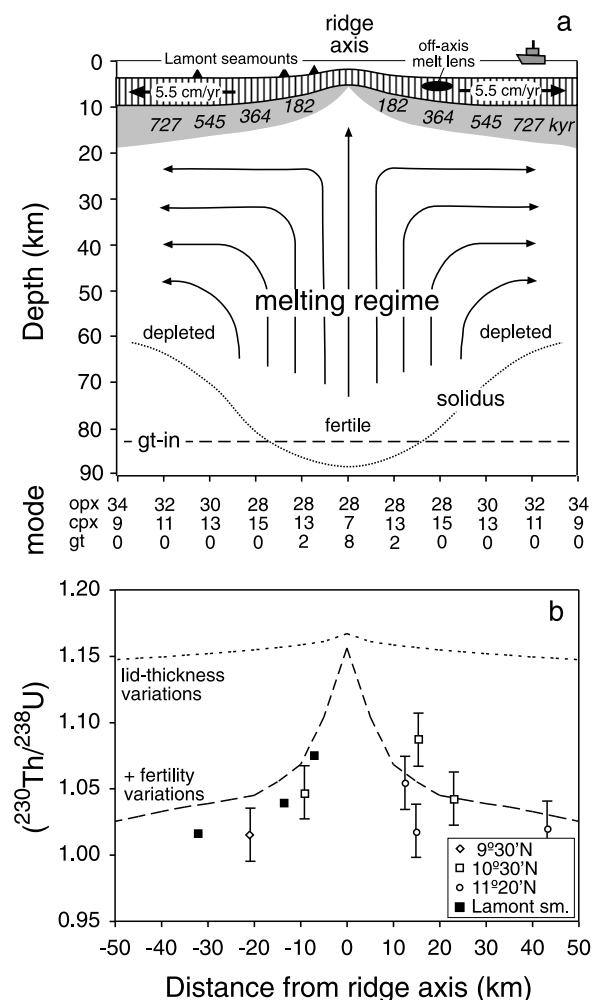 ridge
axis
a
Lamont seamounts
off-axis
melt lens
5.5 cm/yr
5.5 cm/yr
727 545 364 182 182 364 545 727 kyr
0
10
20
30
40
50
60
70
80
90
Depth (km)
melting regime
depleted
depleted
solidus
fertile
gt-in
mode
opx 34 32 30 28 28 28 28 28 30 32 34
cpx 9 11 13 15 13 7 13 15 13 11 9
gt 0 0 0 0 2 8 2 0 0 0 0
b
1.20
1.15
1.10
1.05
1.00
0.95
(230Th/238U)
lid-thickness
variations
+ fertility
variations
9º30'N
10º30'N
11º20'N
Lamont sm.
-50 -40 -30 -20 -10 0 10 20 30 40 50
Distance from ridge axis (km)